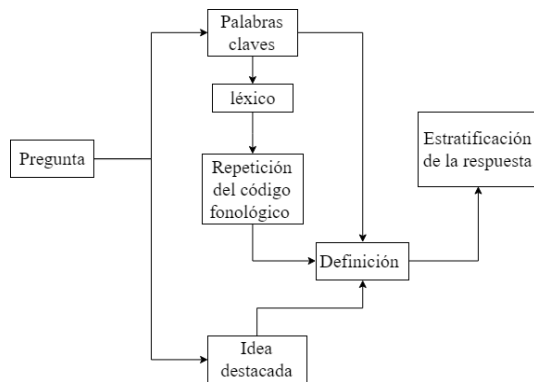 Palabras
claves
léxico
Pregunta
Repetición
del código
fonológico
Estratificación
de la respuesta
Definición
Idea
destacada